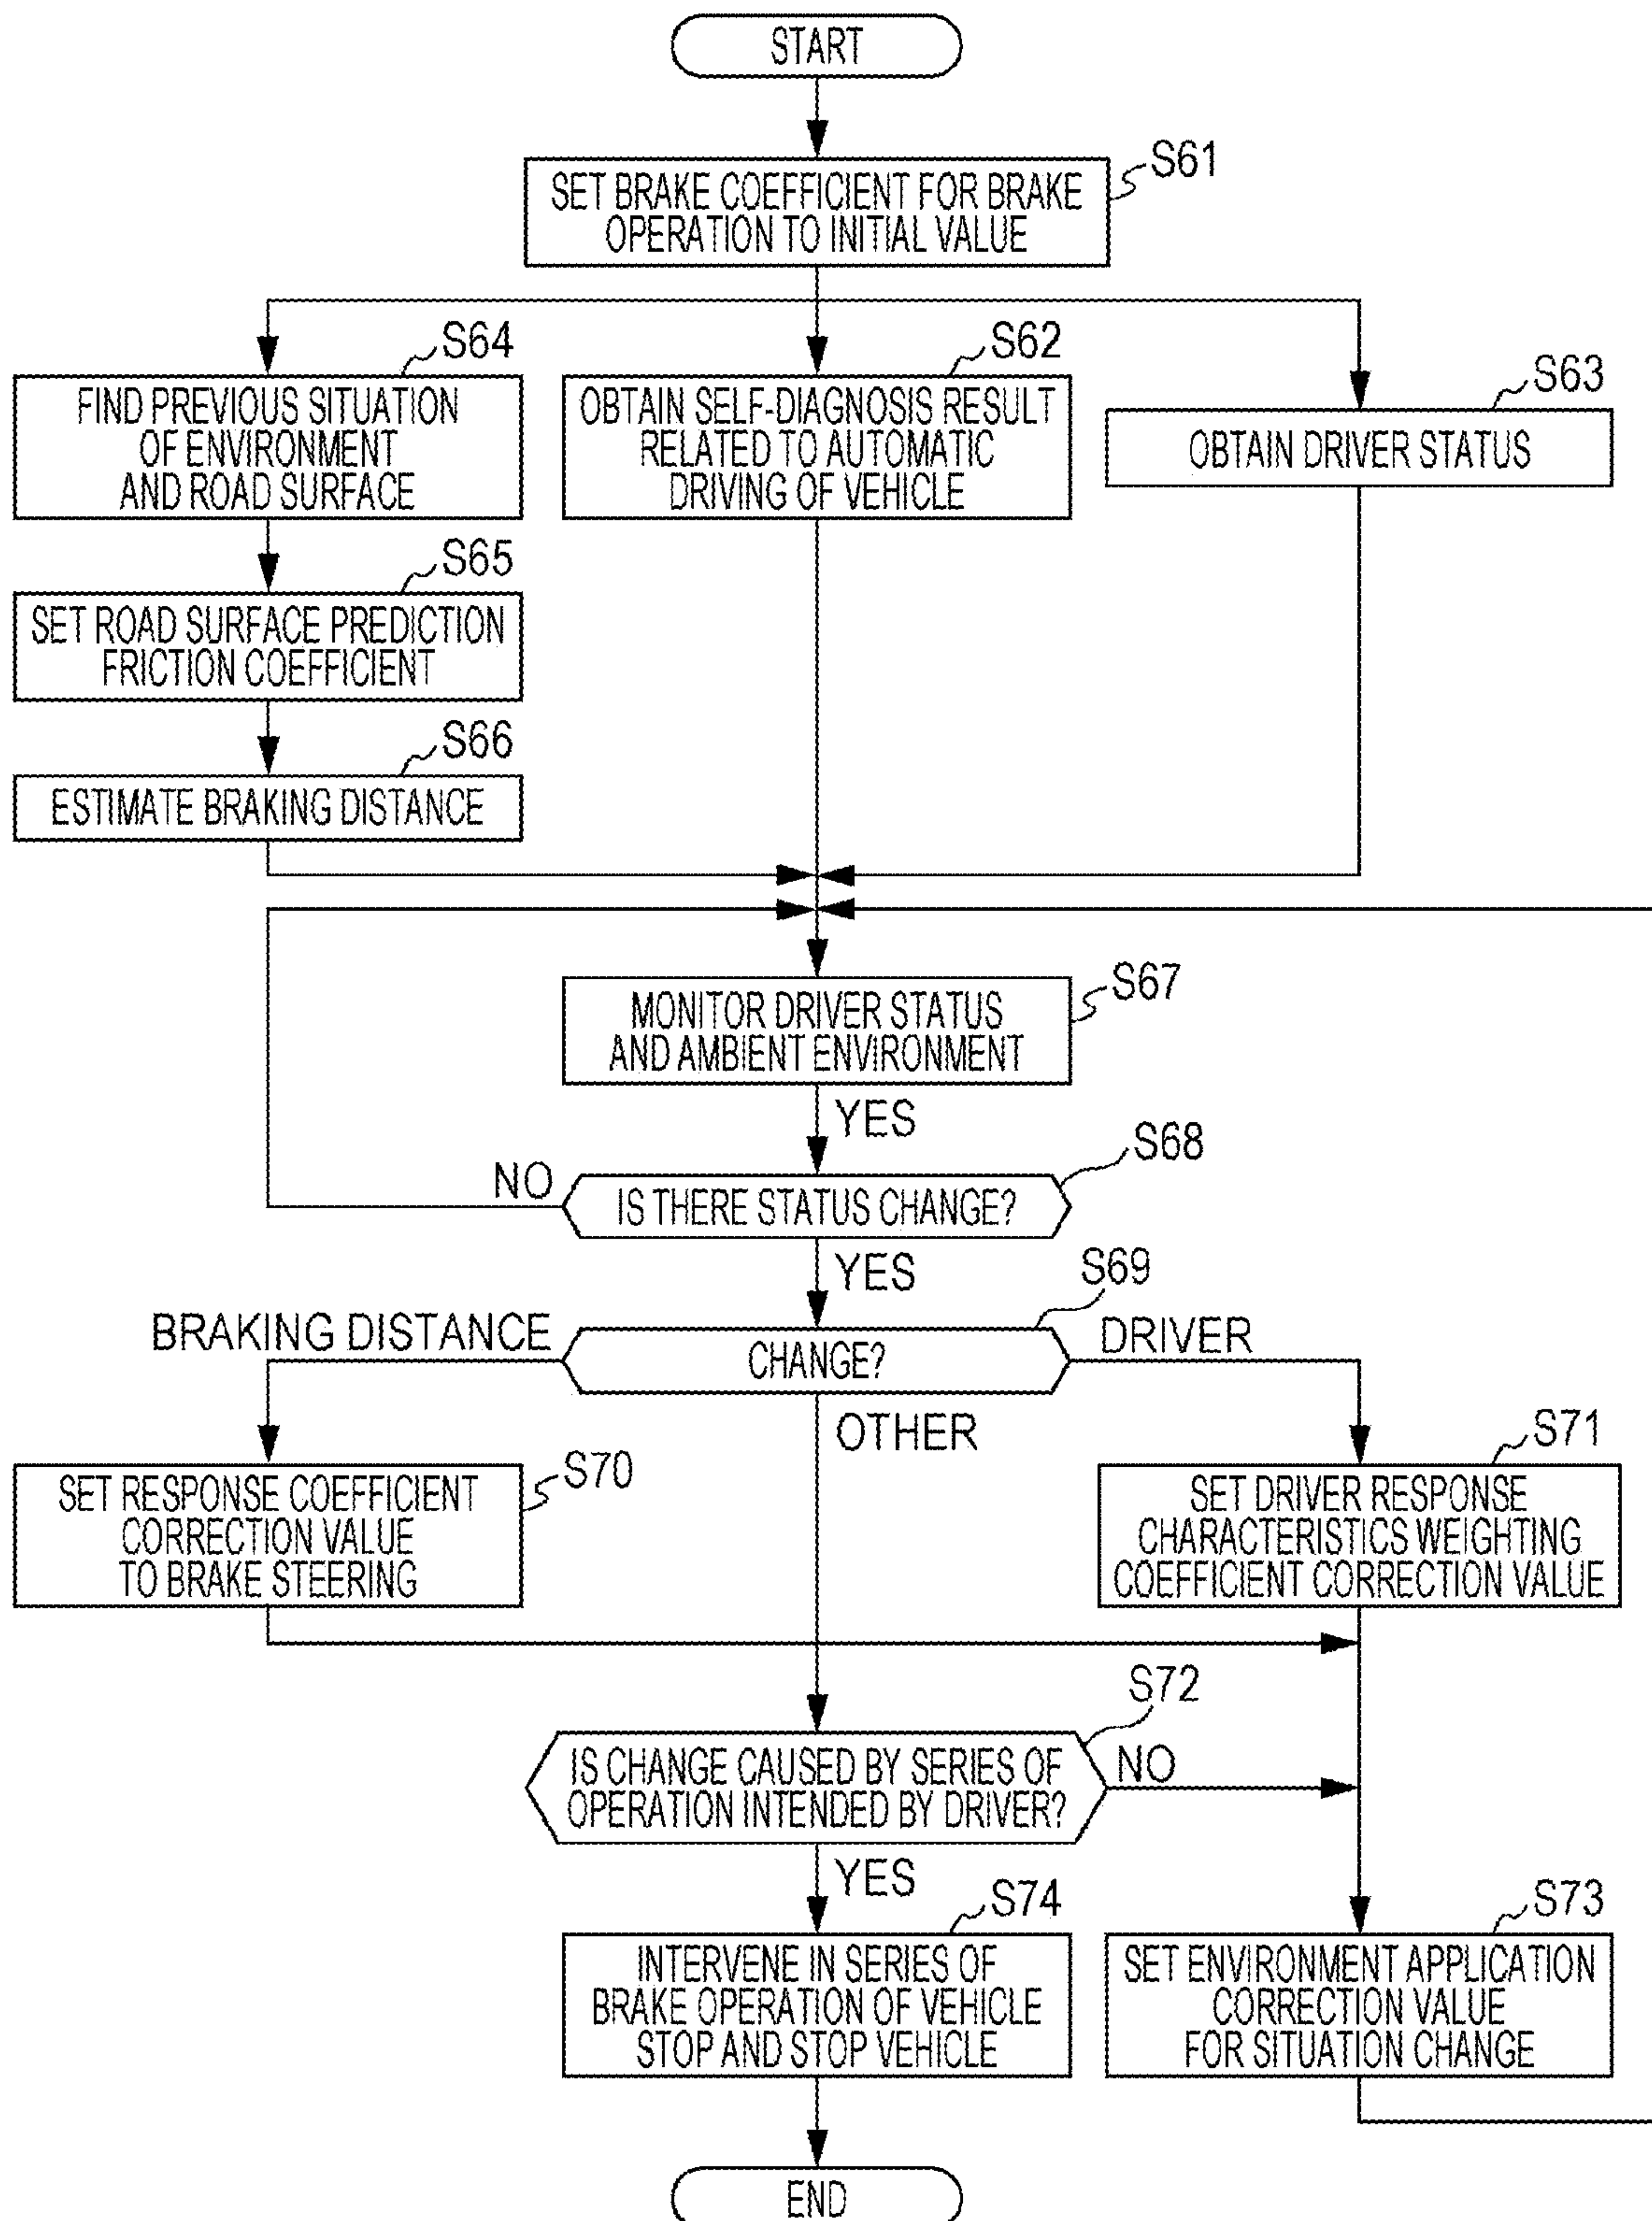 START
S61
SET BRAKE COEFFICIENT FOR BRAKE
OPERATION TO INITIAL VALUE
S64
FIND PREVIOUS SITUATION
OF ENVIRONMENT
AND ROAD SURFACE
S62
OBTAIN SELF-DIAGNOSIS RESULT
RELATED TO AUTOMATIC
DRIVING OF VEHICLE
S63
OBTAIN DRIVER STATUS
S65
SET ROAD SURFACE PREDICTION
FRICTION COEFFICIENT
S66
ESTIMATE BRAKING DISTANCE
S67
MONITOR DRIVER STATUS
AND AMBIENT ENVIRONMENT
YES
S68
NO
IS THERE STATUS CHANGE?
YES
S69
BRAKING DISTANCE
CHANGE?
DRIVER
OTHER
S70
SET RESPONSE COEFFICIENT
CORRECTION VALUE
TO BRAKE STEERING
S71
SET DRIVER RESPONSE
CHARACTERISTICS WEIGHTING
COEFFICIENT CORRECTION VALUE
S72
IS CHANGE CAUSED BY SERIES OF
OPERATION INTENDED BY DRIVER?
NO
YES
S74
INTERVENE IN SERIES OF
BRAKE OPERATION OF VEHICLE
STOP AND STOP VEHICLE
S73
SET ENVIRONMENT APPLICATION
CORRECTION VALUE
FOR SITUATION CHANGE
END